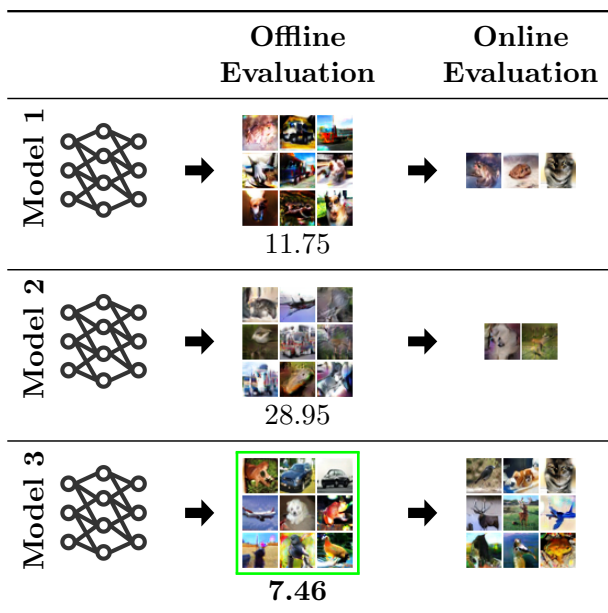 Offline Evaluation
Online Evaluation
Model 1
11.75
Model 2
28.95
Model 3
7.46